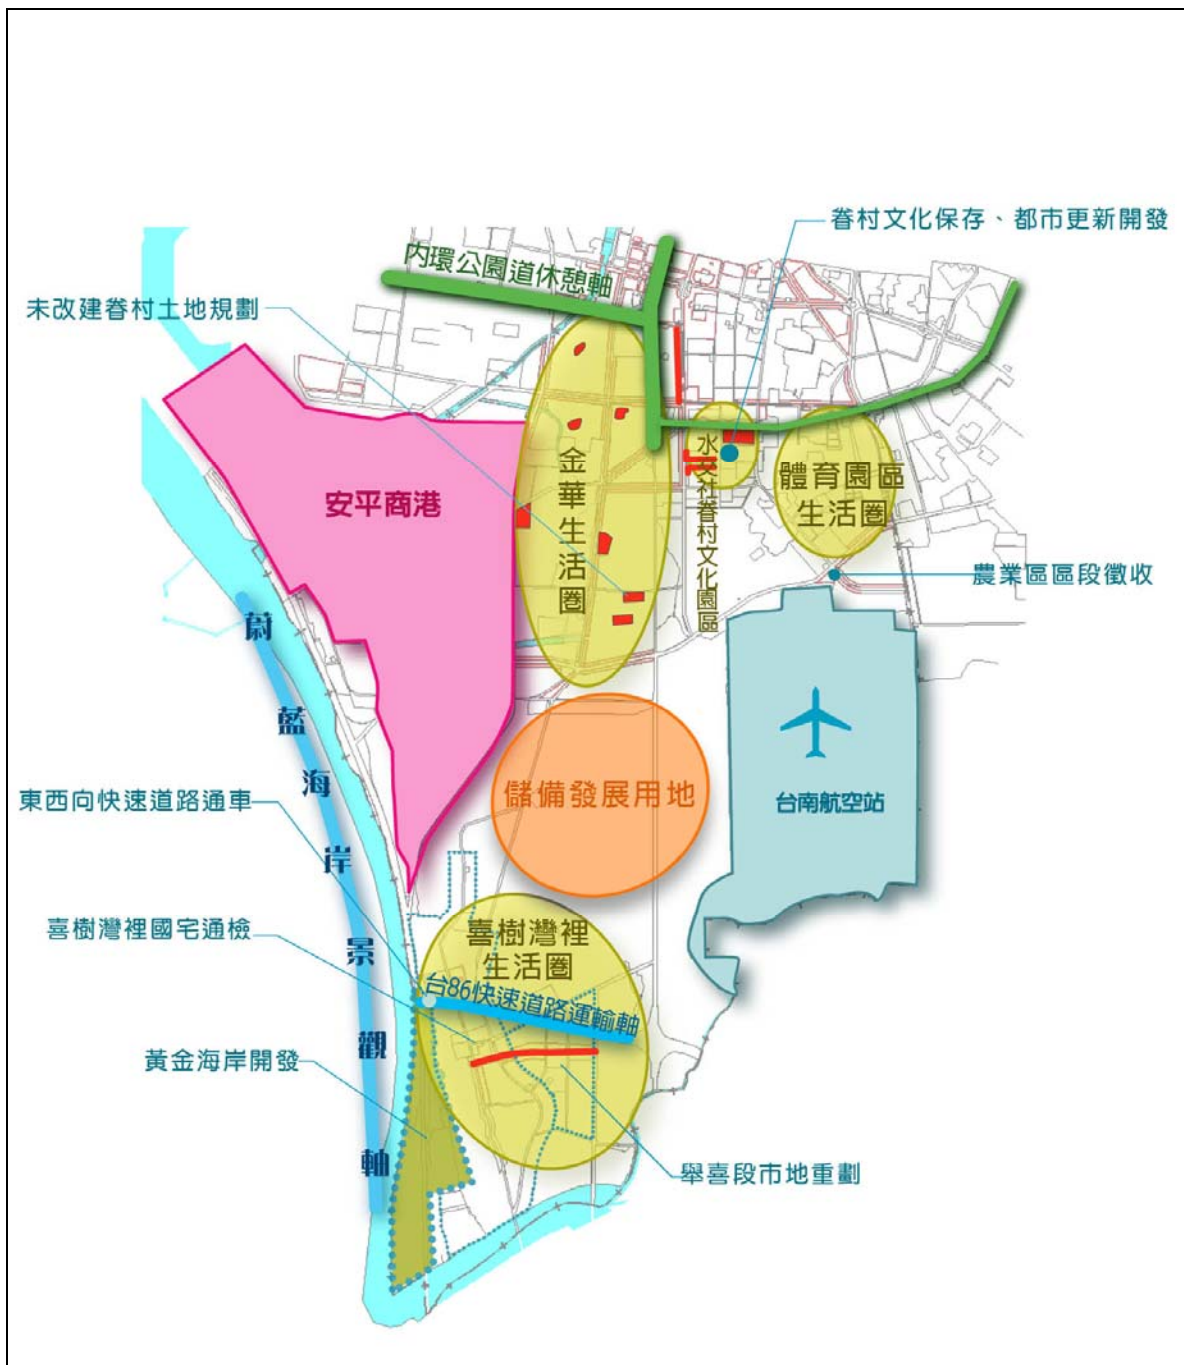 眷村文化保存、都市更新開發
內環公園道休憩軸
未改建眷村土地規劃
金華生活圈
水交社眷村文化園區
體育園區
生活圈
安平商港
農業區區段徵收
蔚藍海岸景觀軸
儲備發展用地
台南航空站
東西向快速道路通車
喜樹灣裡
生活圈
喜樹灣裡國宅通檢
台86快速道路運輸軸
黃金海岸開發
舉喜段市地重劃